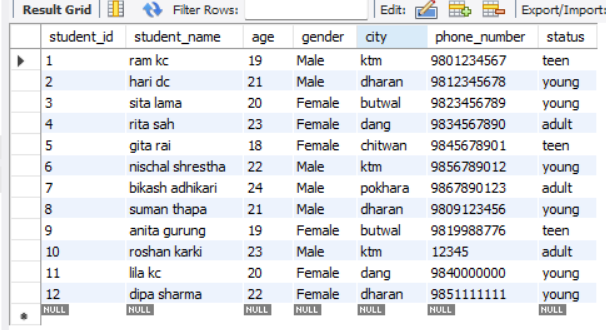 Result Grid Filter Rows: Edit: Export/Import:
student_id student_name age gender city phone_number status
1 ram kc 19 Male ktm 9801234567 teen
2 hari dc 21 Male dharan 9812345678 young
3 sita lama 20 Female butwal 9823456789 young
4 rita sah 23 Female dang 9834567890 adult
5 gita rai 18 Female chitwan 9845678901 teen
6 nischal shrestha 22 Male ktm 9856789012 young
7 bikash adhikari 24 Male pokhara 9867890123 adult
8 suman thapa 21 Male dharan 9809123456 young
9 anita gurung 19 Female butwal 9819988776 teen
10 roshan karki 23 Male ktm 12345 adult
11 lila kc 20 Female dang 9840000000 young
12 dipa sharma 22 Female dharan 9851111111 young
NULL NULL NULL NULL NULL NULL NULL